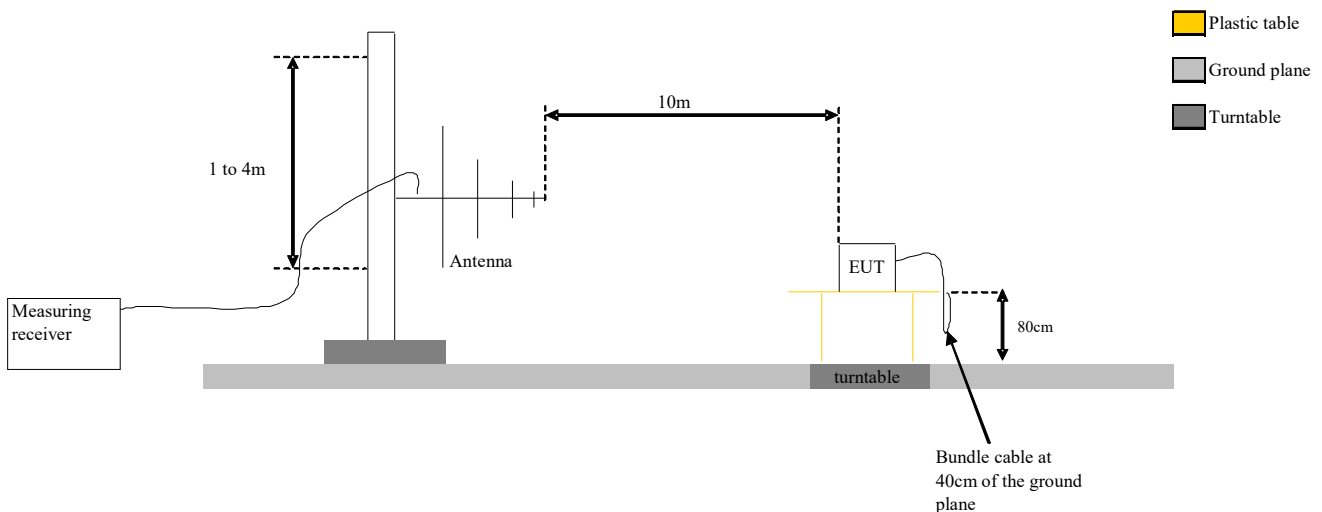 Plastic table
Ground plane
Turntable
10m
1 to 4m
Antenna
EUT
Measuring
receiver
80cm
turntable
Bundle cable at
40cm of the ground
plane